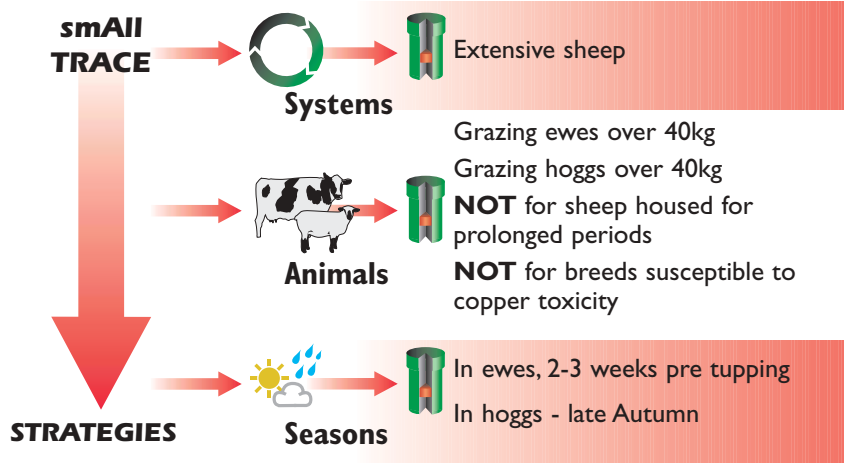 smAll
TRACE
Systems
Extensive sheep
Animals
Grazing ewes over 40kg
Grazing hoggs over 40kg
NOT for sheep housed for
prolonged periods
NOT for breeds susceptible to
copper toxicity
STRATEGIES
Seasons
In ewes, 2-3 weeks pre tupping
In hoggs - late Autumn